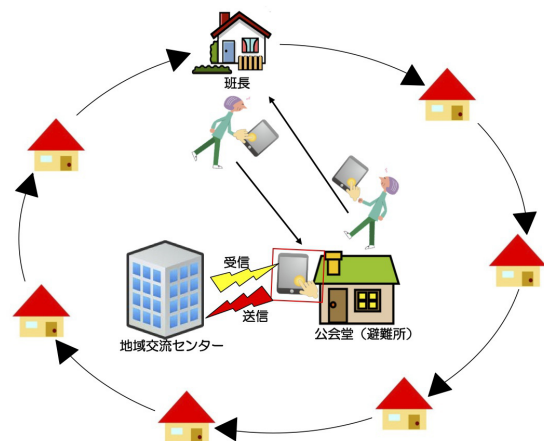 班長
受信
送信
地域交流センター
公会堂（避難所）